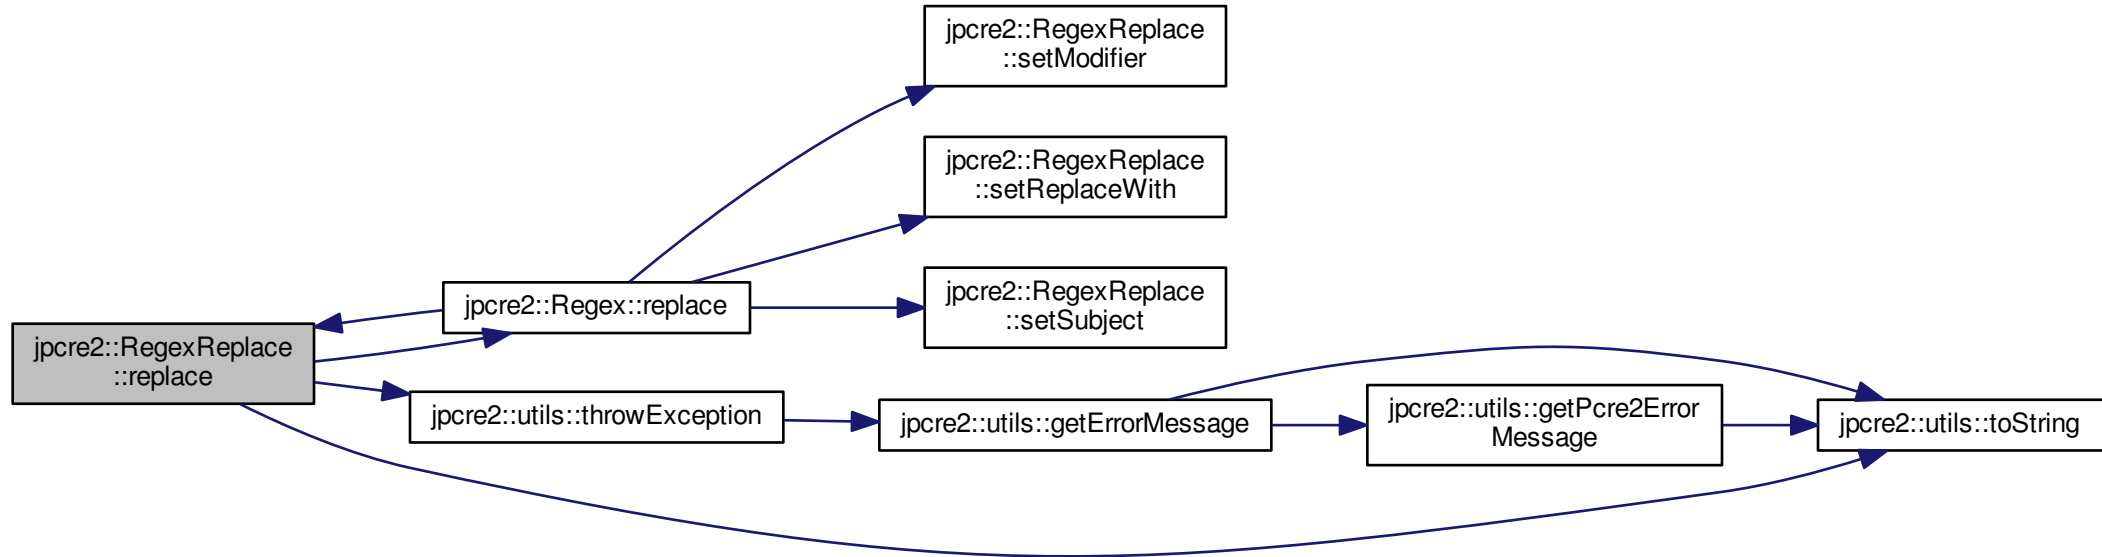 jpcre2::RegexReplace
::setModifier
jpcre2::RegexReplace
::setReplaceWith
jpcre2::RegexReplace
::setSubject
jpcre2::Regex::replace
jpcre2::RegexReplace
::replace
jpcre2::utils::throwException
jpcre2::utils::getErrorMessage
jpcre2::utils::getPcre2Error
Message
jpcre2::utils::toString